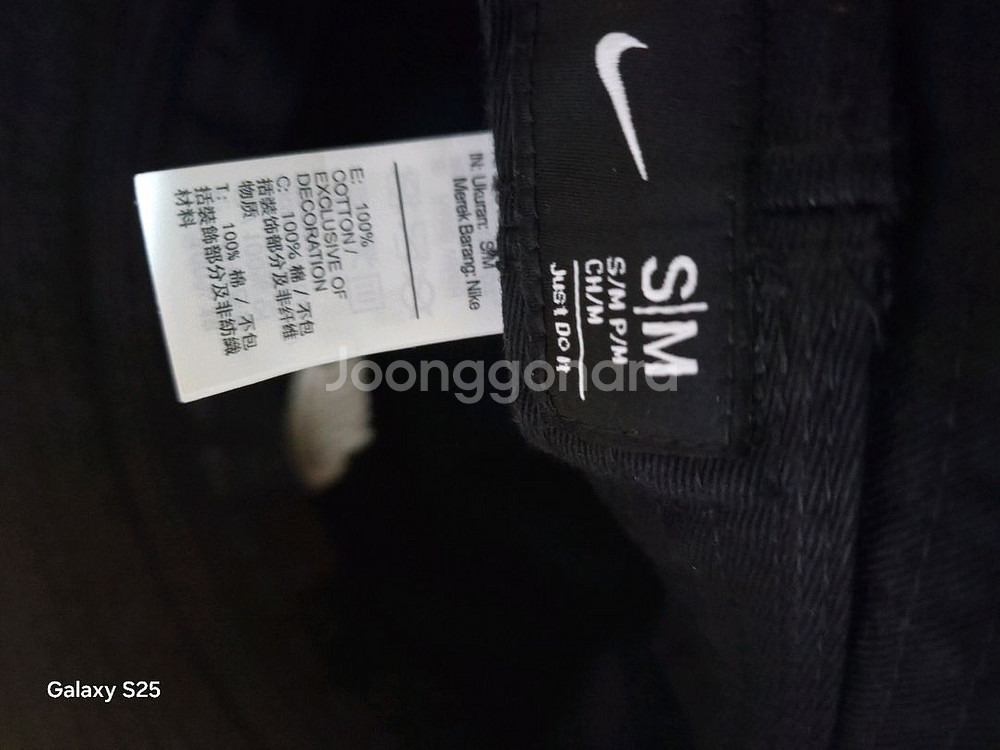 S|M
S/M P/M
CH/M
Just Do It
IN: Ukuran: S/M
Merek Barang: Nike
E: 100%
COTTON /
EXCLUSIVE OF
DECORATION
C: 100% 棉 / 不包
括装饰部分及非纤维
物质
T: 100% 棉 / 不包
括裝飾部分及非紡織
材料
Joonggonara
Galaxy S25